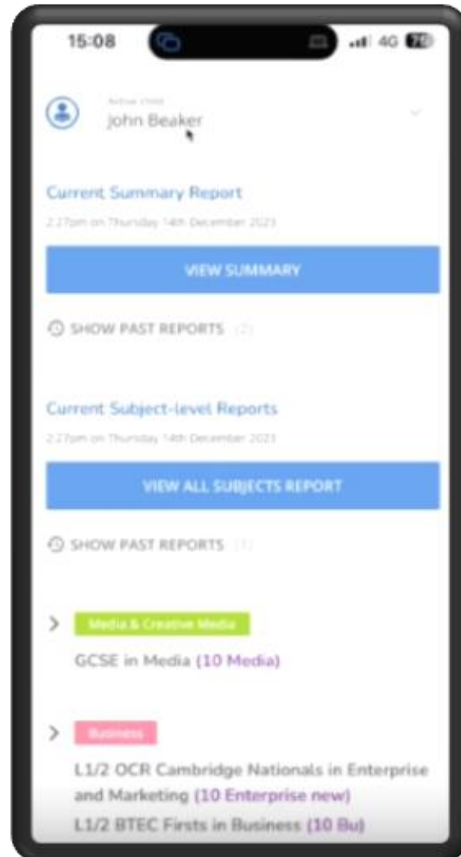 15:08
4G
Active child
John Beaker
Current Summary Report
2:27pm on Thursday 14th December 2023
VIEW SUMMARY
SHOW PAST REPORTS (2)
Current Subject-level Reports
2:27pm on Thursday 14th December 2023
VIEW ALL SUBJECTS REPORT
SHOW PAST REPORTS (1)
Media & Creative Media
GCSE in Media (10 Media)
Business
L1/2 OCR Cambridge Nationals in Enterprise
and Marketing (10 Enterprise new)
L1/2 BTEC Firsts in Business (10 Bu)